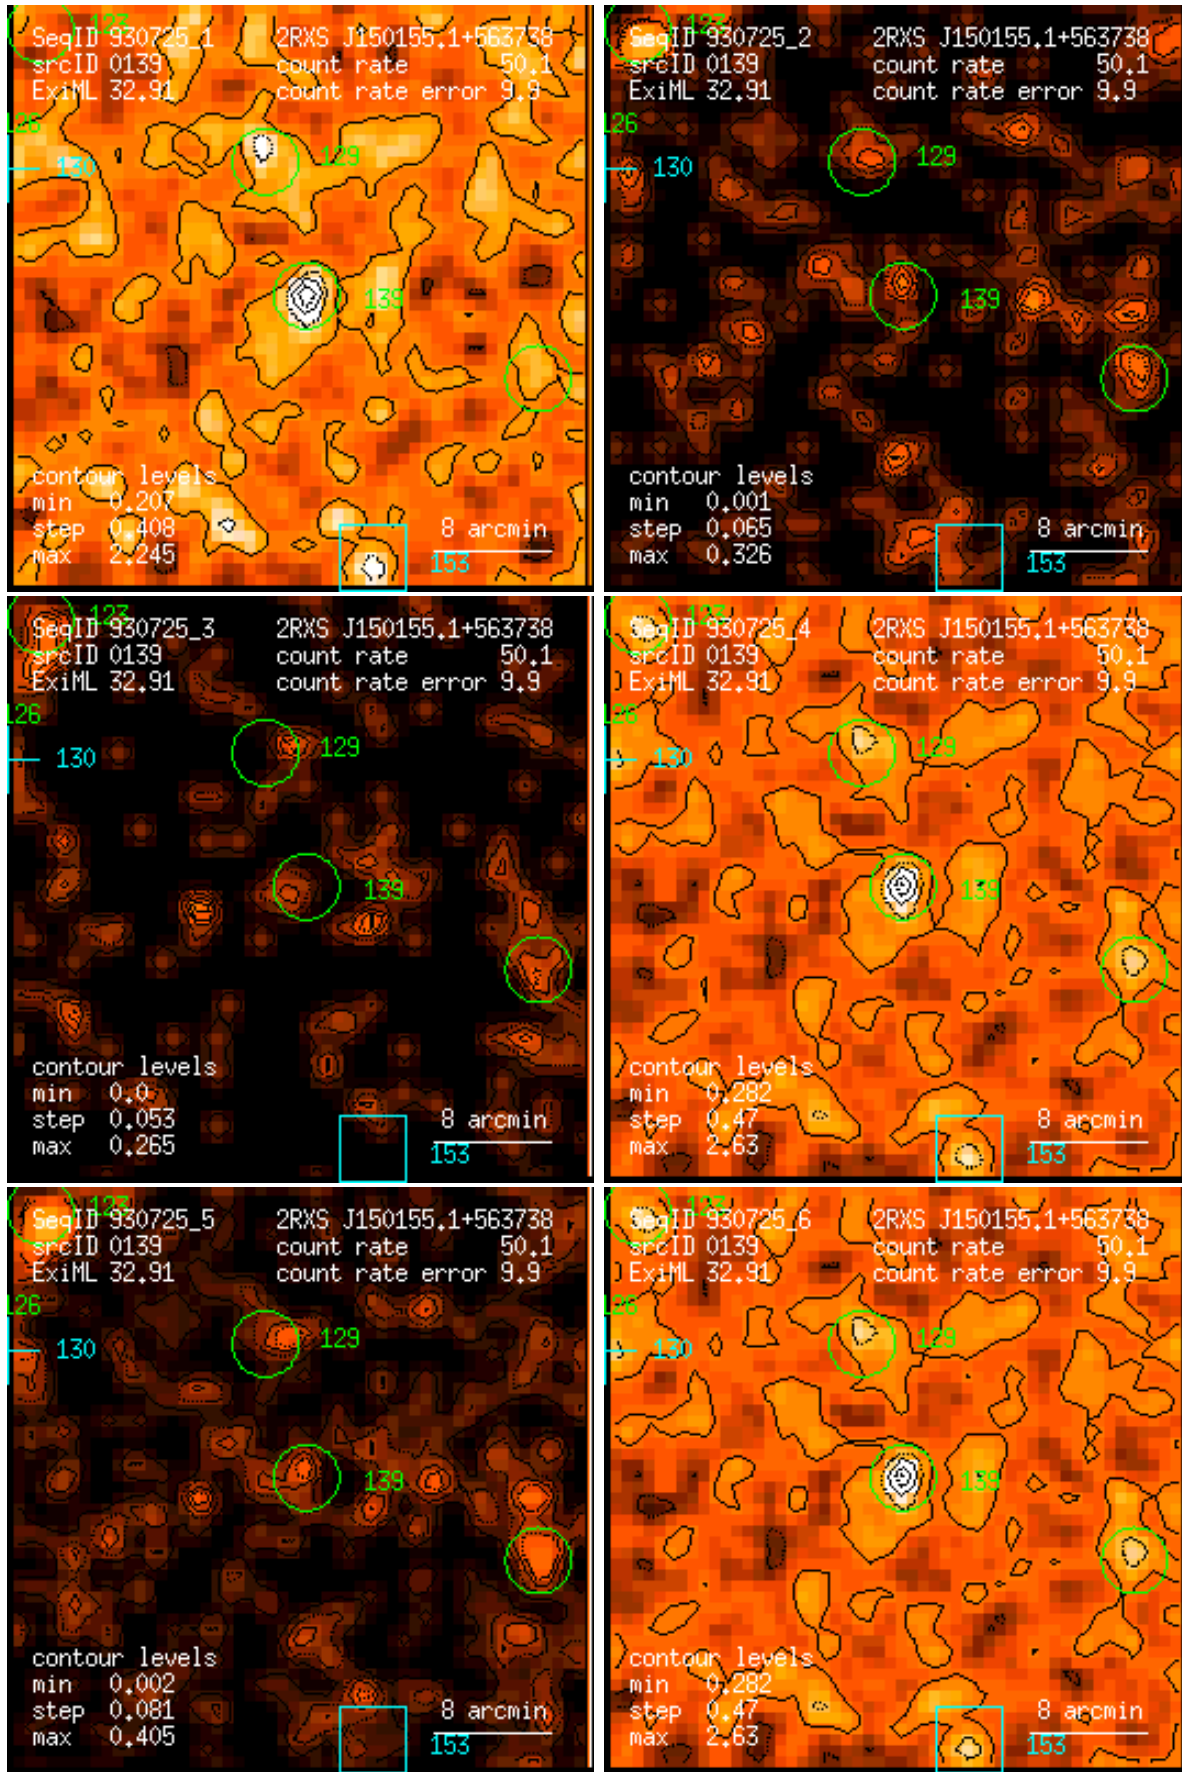 123
SeqID 930725_1 2RXS J150155.1+563738
srcID 0139 count rate 50.1
ExiML 32.91 count rate error 9.9
126
130
129
139
contour levels
min 0.207
step 0.408 8 arcmin
max 2.245
153
123
SeqID 930725_2 2RXS J150155.1+563738
srcID 0139 count rate 50.1
ExiML 32.91 count rate error 9.9
126
130
129
139
contour levels
min 0.001
step 0.065 8 arcmin
max 0.326
153
123
SeqID 930725_3 2RXS J150155.1+563738
srcID 0139 count rate 50.1
ExiML 32.91 count rate error 9.9
126
130
129
139
contour levels
min 0.0
step 0.053 8 arcmin
max 0.265
153
123
SeqID 930725_4 2RXS J150155.1+563738
srcID 0139 count rate 50.1
ExiML 32.91 count rate error 9.9
126
130
129
139
contour levels
min 0.282
step 0.47 8 arcmin
max 2.63
153
123
SeqID 930725_5 2RXS J150155.1+563738
srcID 0139 count rate 50.1
ExiML 32.91 count rate error 9.9
126
130
129
139
contour levels
min 0.002
step 0.081 8 arcmin
max 0.405
153
123
SeqID 930725_6 2RXS J150155.1+563738
srcID 0139 count rate 50.1
ExiML 32.91 count rate error 9.9
126
130
129
139
contour levels
min 0.282
step 0.47 8 arcmin
max 2.63
153